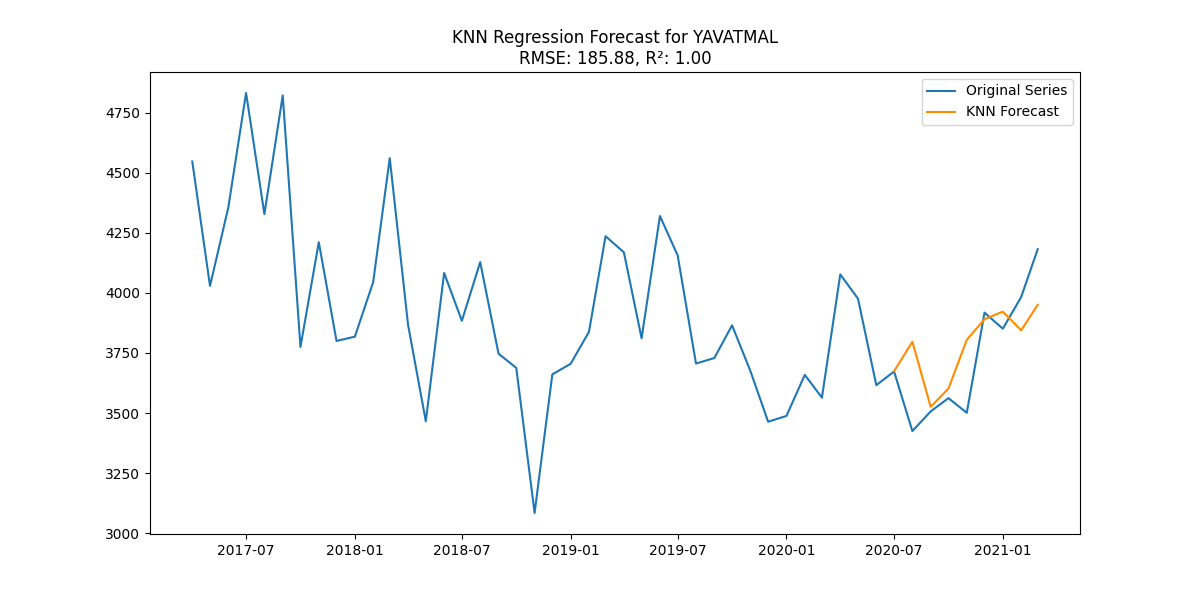 KNN Regression Forecast for YAVATMAL
RMSE: 185.88, R²: 1.00
Original Series
KNN Forecast
4750
4500
4250
4000
3750
3500
3250
3000
2017-07 2018-01 2018-07 2019-01 2019-07 2020-01 2020-07 2021-01